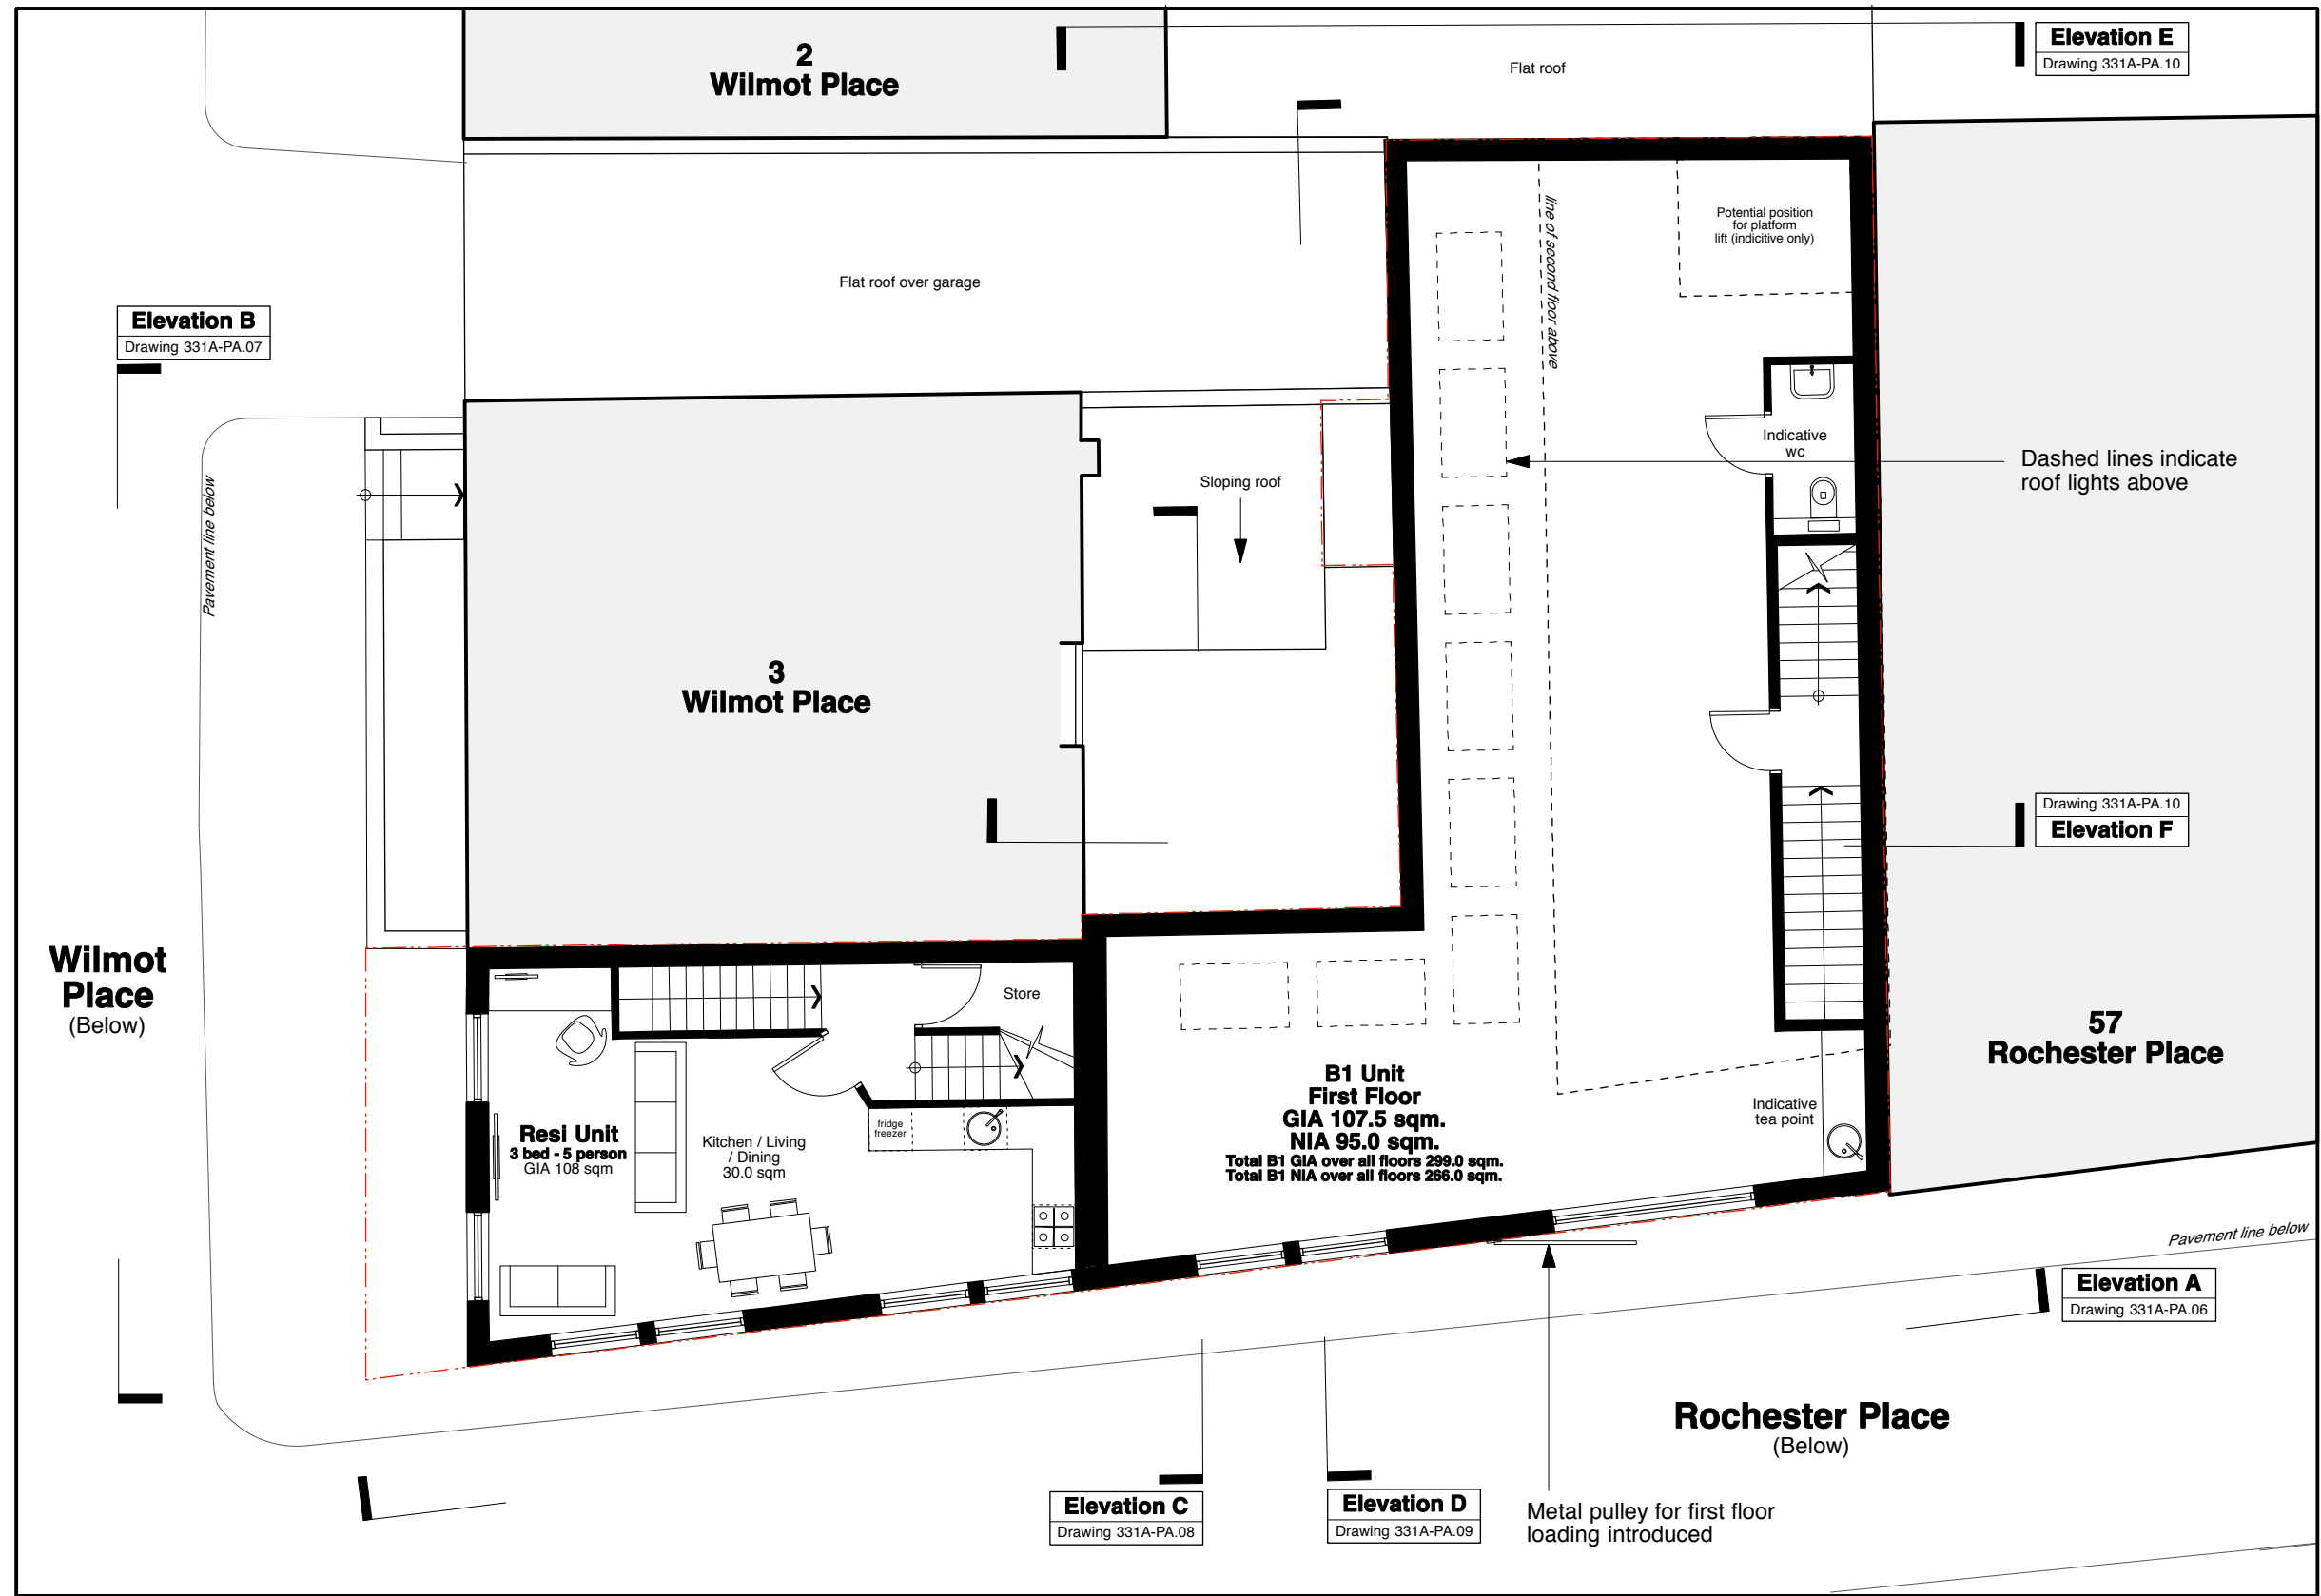 2
Wilmot Place
Flat roof
Elevation E
Drawing 331A-PA.10
Potential position
for platform
lift (indicitive only)
line of second floor above
Flat roof over garage
Elevation B
Drawing 331A-PA.07
Indicative
wc
Dashed lines indicate
roof lights above
Sloping roof
Pavement line below
3
Wilmot Place
Drawing 331A-PA.10
Elevation F
Wilmot
Place
(Below)
Store
57
Rochester Place
B1 Unit
First Floor
GIA 107.5 sqm.
NIA 95.0 sqm.
Total B1 GIA over all floors 299.0 sqm.
Total B1 NIA over all floors 266.0 sqm.
Indicative
tea point
fridge
freezer
Resi Unit
3 bed - 5 person
GIA 108 sqm
Kitchen / Living
/ Dining
30.0 sqm
Pavement line below
Elevation A
Drawing 331A-PA.06
Rochester Place
(Below)
Elevation C
Drawing 331A-PA.08
Elevation D
Drawing 331A-PA.09
Metal pulley for first floor
loading introduced